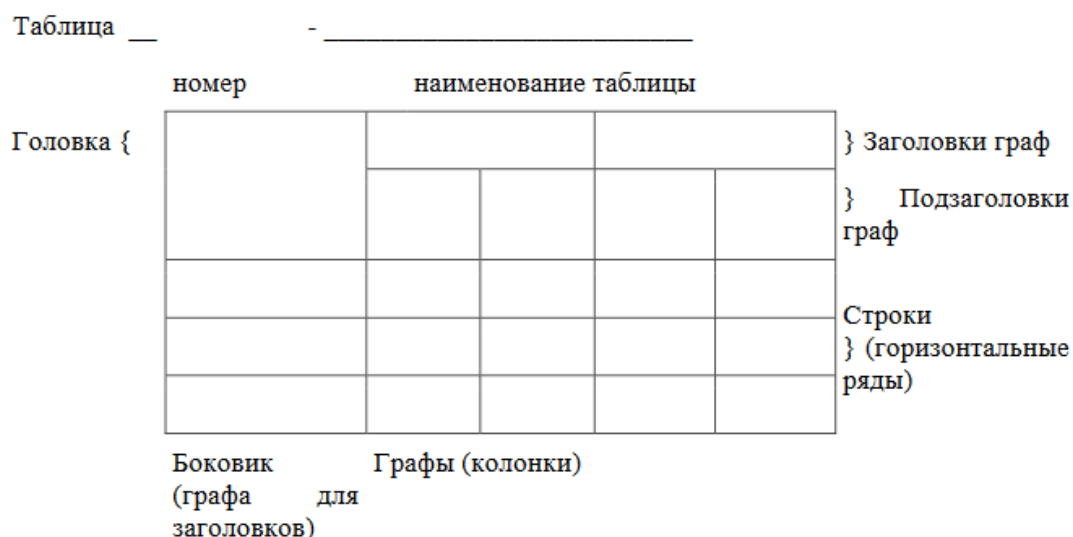 Таблица __ - ____________________________
номер наименование таблицы
Головка {
} Заголовки граф
} Подзаголовки
граф
Строки
} (горизонтальные
ряды)
Боковик Графы (колонки)
(графа для
заголовков)